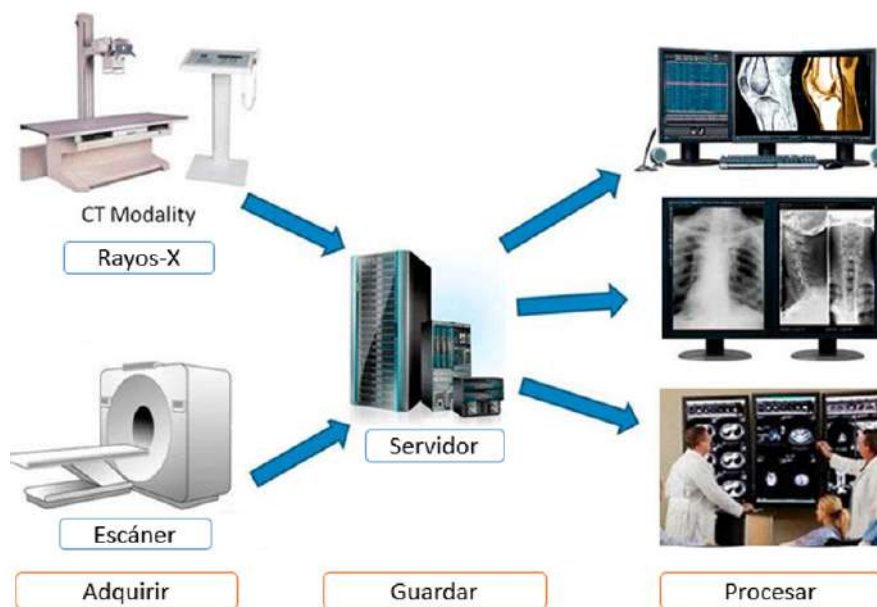 CT Modality
Rayos-X
Servidor
Escáner
Adquirir
Guardar
Procesar